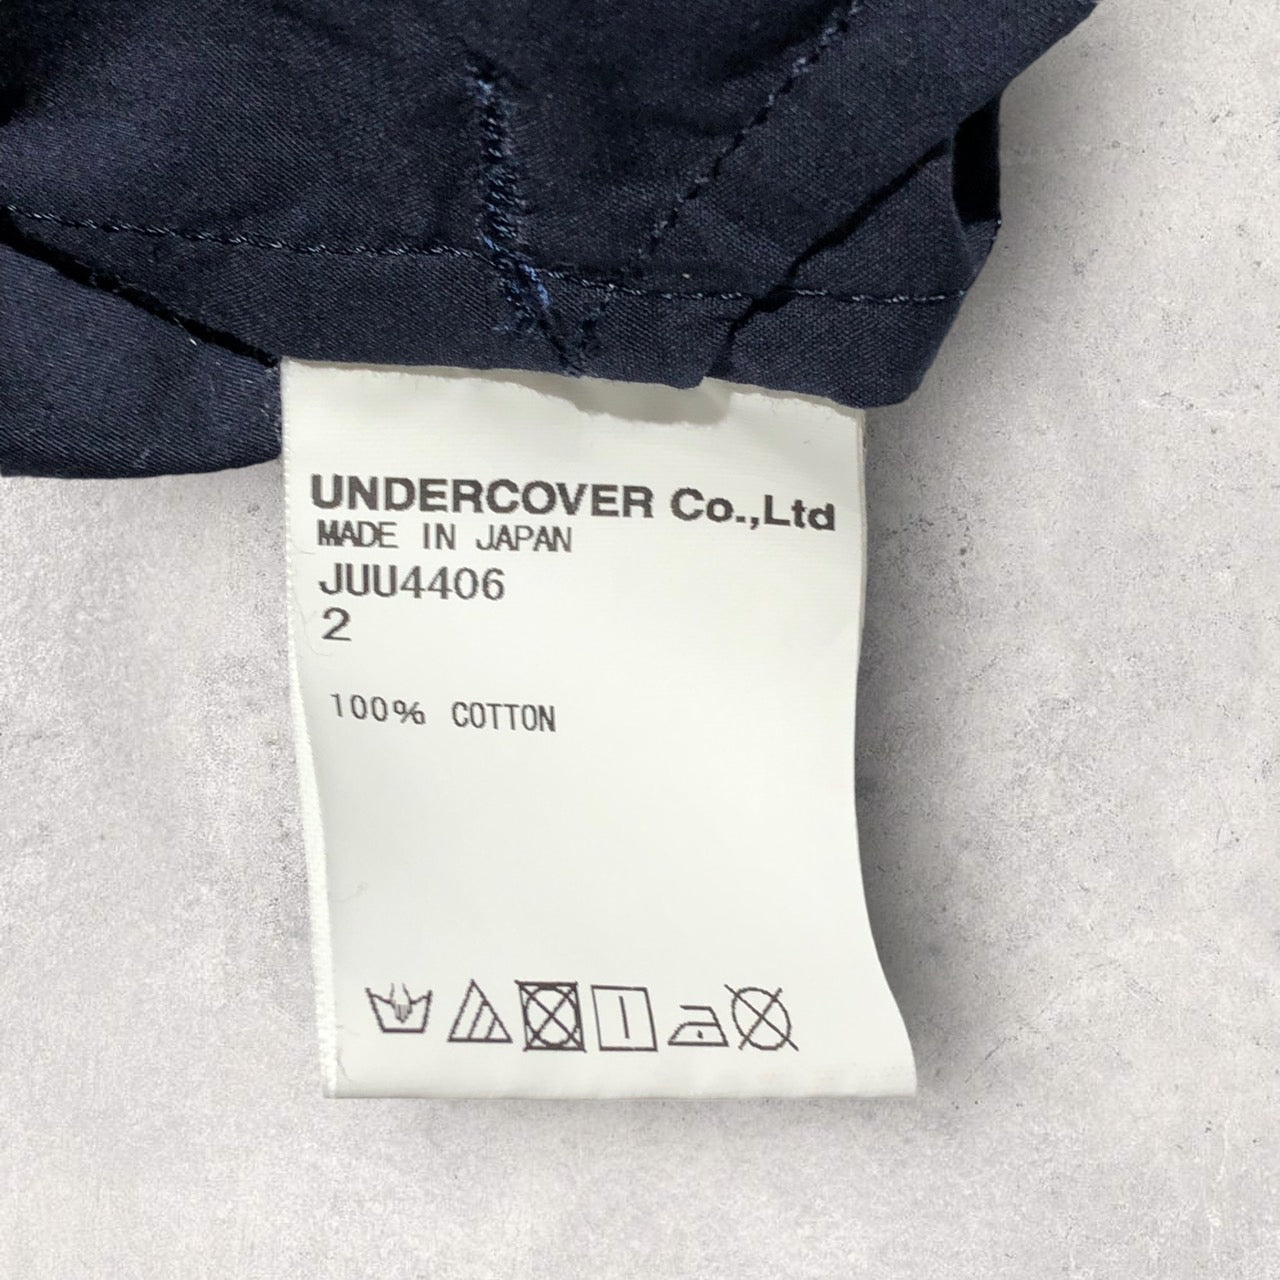 UNDERCOVER Co.,Ltd
MADE IN JAPAN
JUU4406
2
100% COTTON